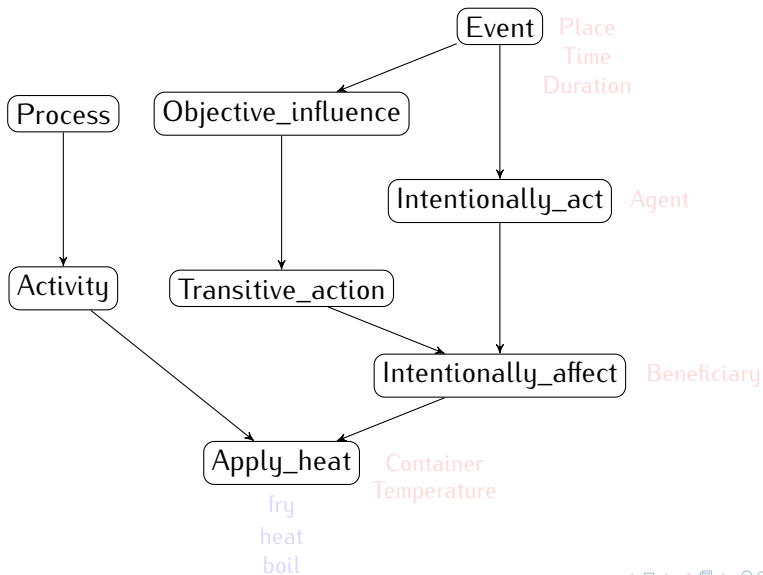 Event
Place
Time
Duration
Process
Objective_influence
Intentionally_act
Agent
Activity
Transitive_action
Intentionally_affect
Beneficiary
Apply_heat
Container
Temperature
fry
heat
boil